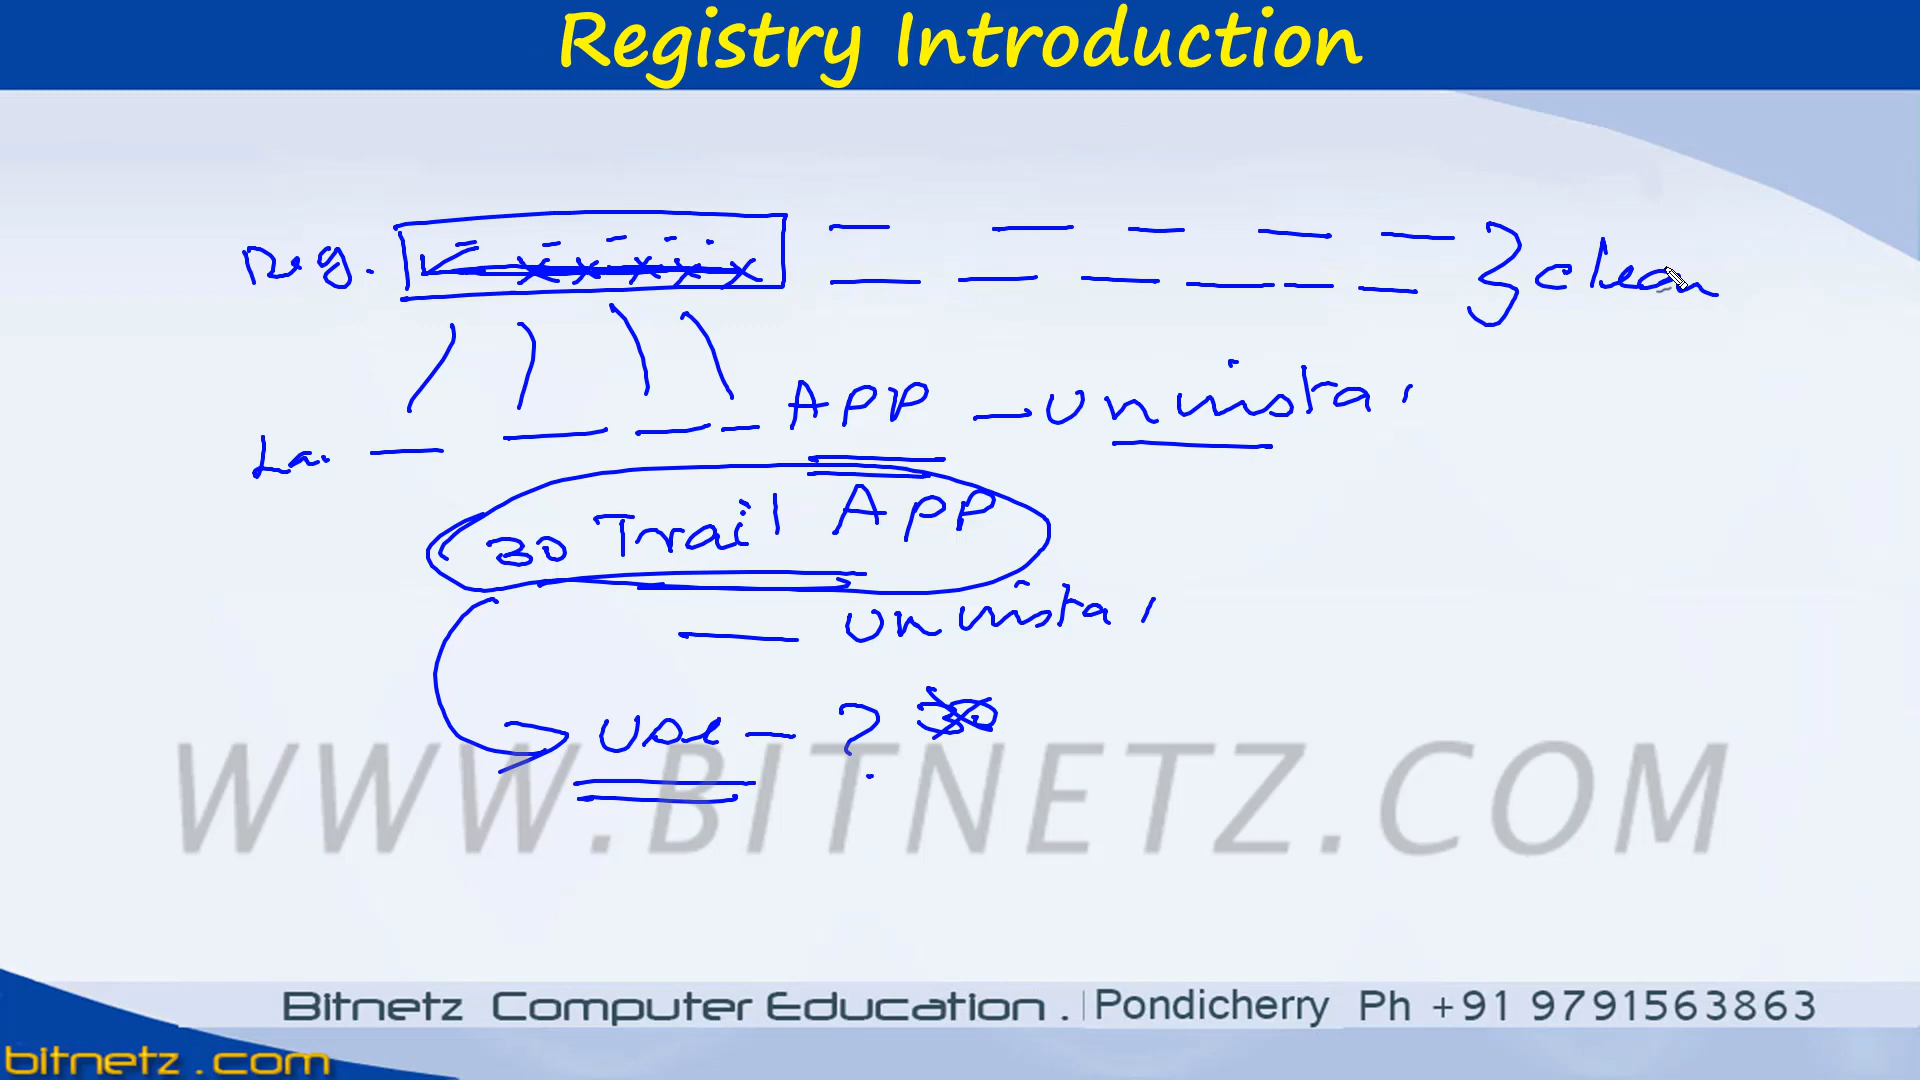 Registry Introduction
Reg.
clean
APP — uninstal
La.
30 Trail APP
— uninstal
use — ?
WWW.BITNETZ.COM
Bitnetz Computer Education . | Pondicherry Ph +91 9791563863
bitnetz.com